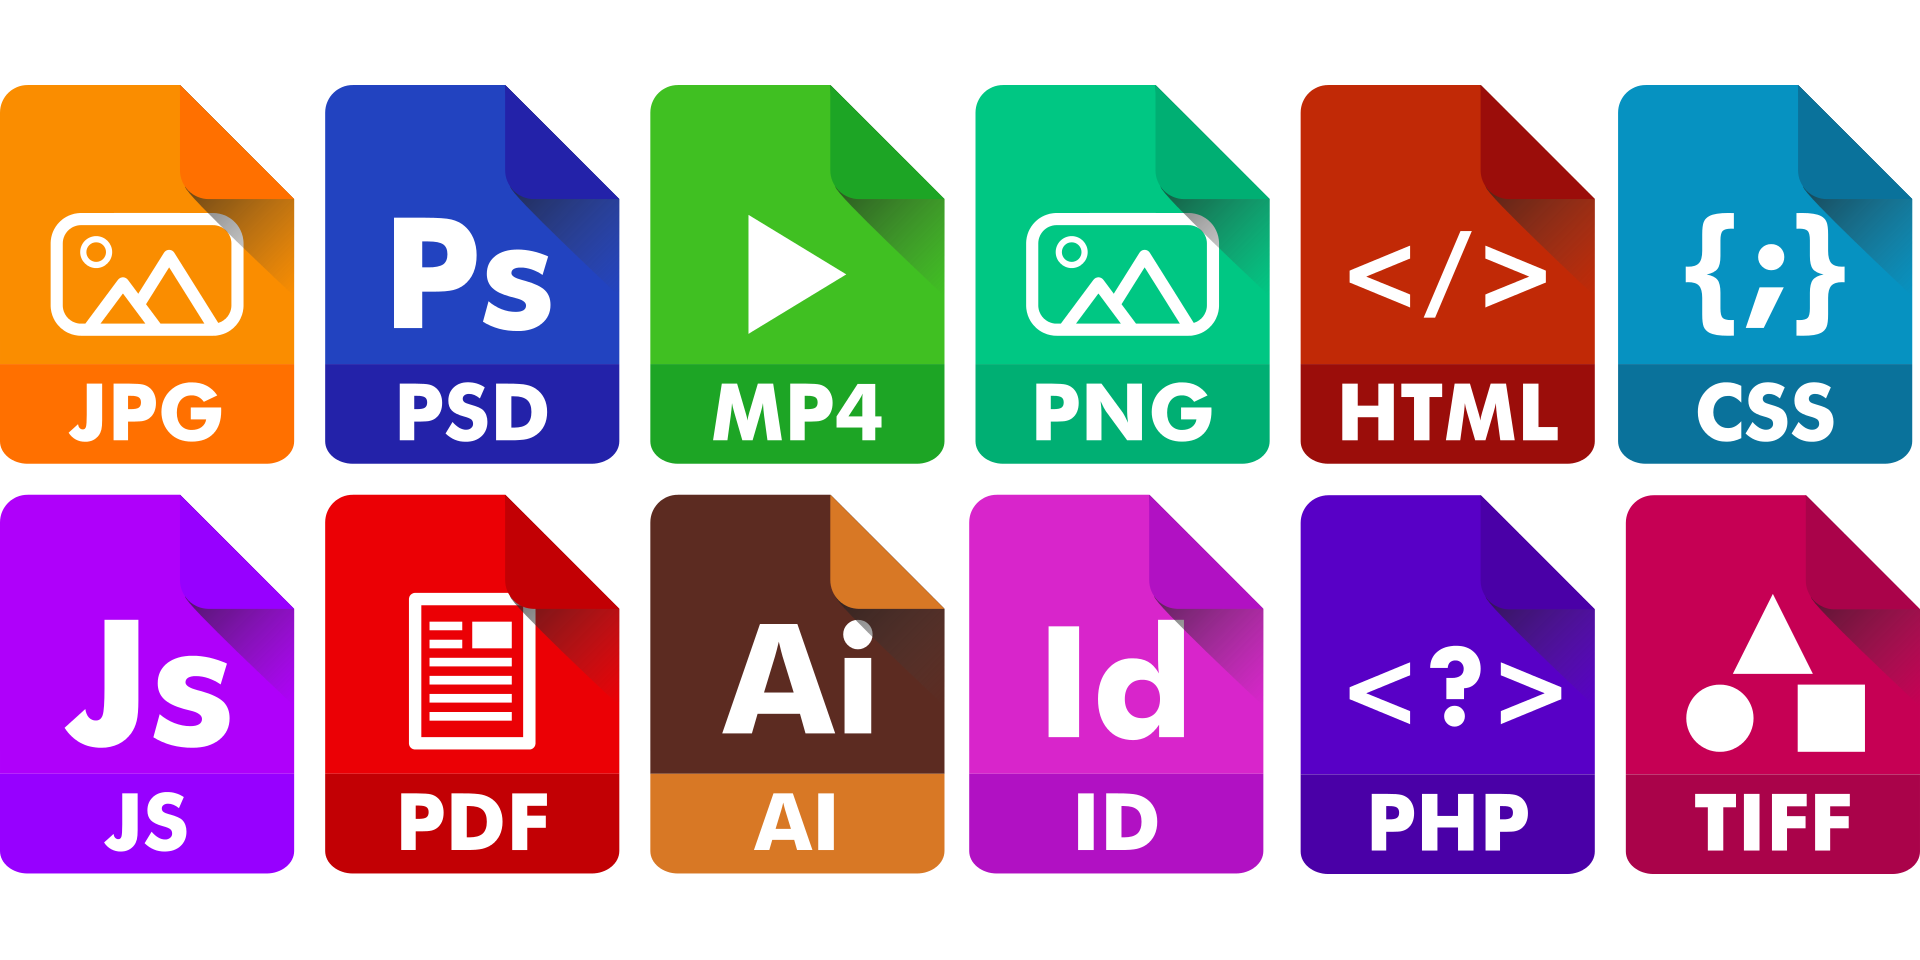 Ps
</>
{;}
JPG
PSD
MP4
PNG
HTML
CSS
Js
Ai
Id
<?>
JS
PDF
AI
ID
PHP
TIFF